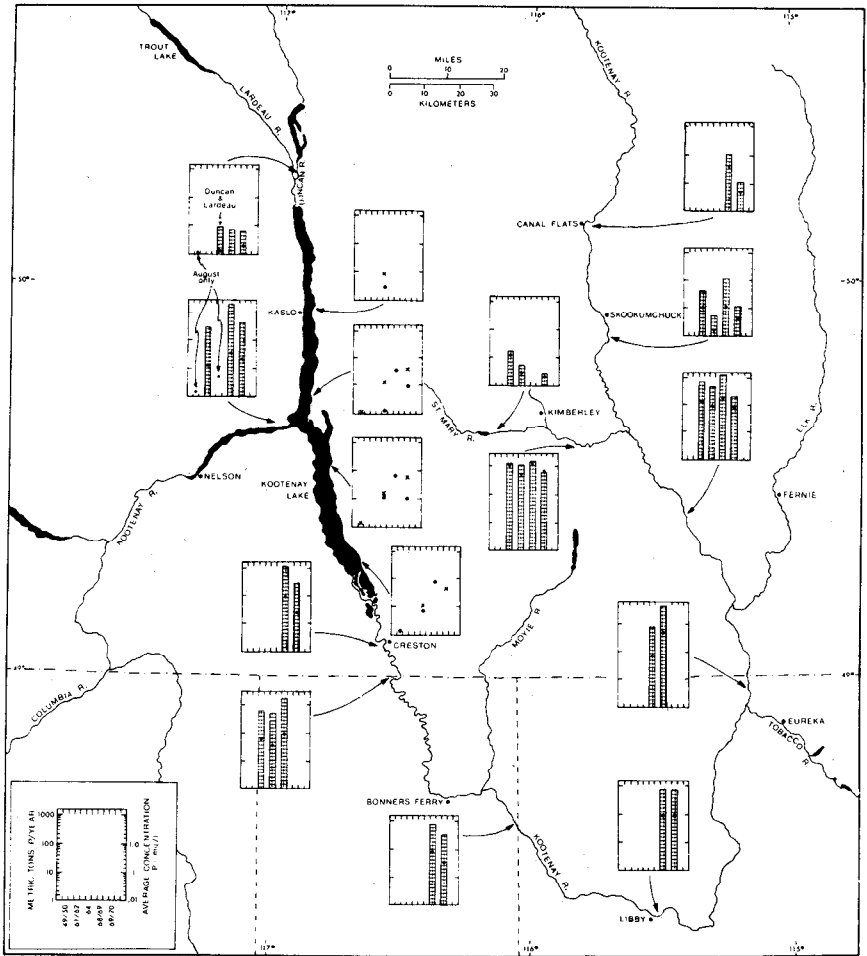 117°
116°
115°
TROUT
LAKE
MILES
0 10 20
0 10 20 30
KILOMETERS
KOOTENAY R.
LARDEAU R.
DUNCAN R.
Duncan
&
Lardeau
CANAL FLATS
August
only
50°
50°
KASLO
SKOOKUMCHUCK
ELK R.
ST MARY R.
KIMBERLEY
NELSON
KOOTENAY
LAKE
FERNIE
KOOTENAY R.
MOYIE R.
CRESTON
49°
49°
COLUMBIA R.
EUREKA
TOBACCO R.
BONNERS FERRY
KOOTENAY R.
LIBBY
METRIC TONS P/YEAR
1000
100
10
1
1.0
.1
.01
AVERAGE CONCENTRATION
49/50
61/62
64
68/69
69/70
117°
116°
115°